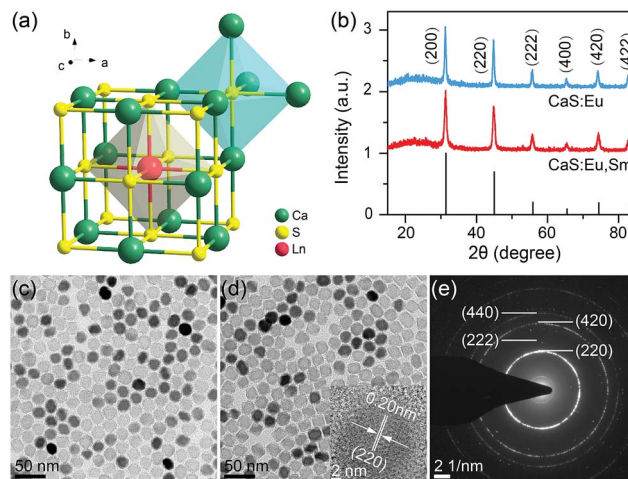 (a)
b
c
a
Ca
S
Ln
(b)
Intensity (a.u.)
3
2
1
0
(200)
(220)
(222)
(400)
(420)
(422
CaS:Eu
CaS:Eu,Sm
20
40
60
80
2θ (degree)
(c)
50 nm
(d)
50 nm
0.20nm
(220)
2 nm
(e)
(440)
(420)
(222)
(220)
2 1/nm